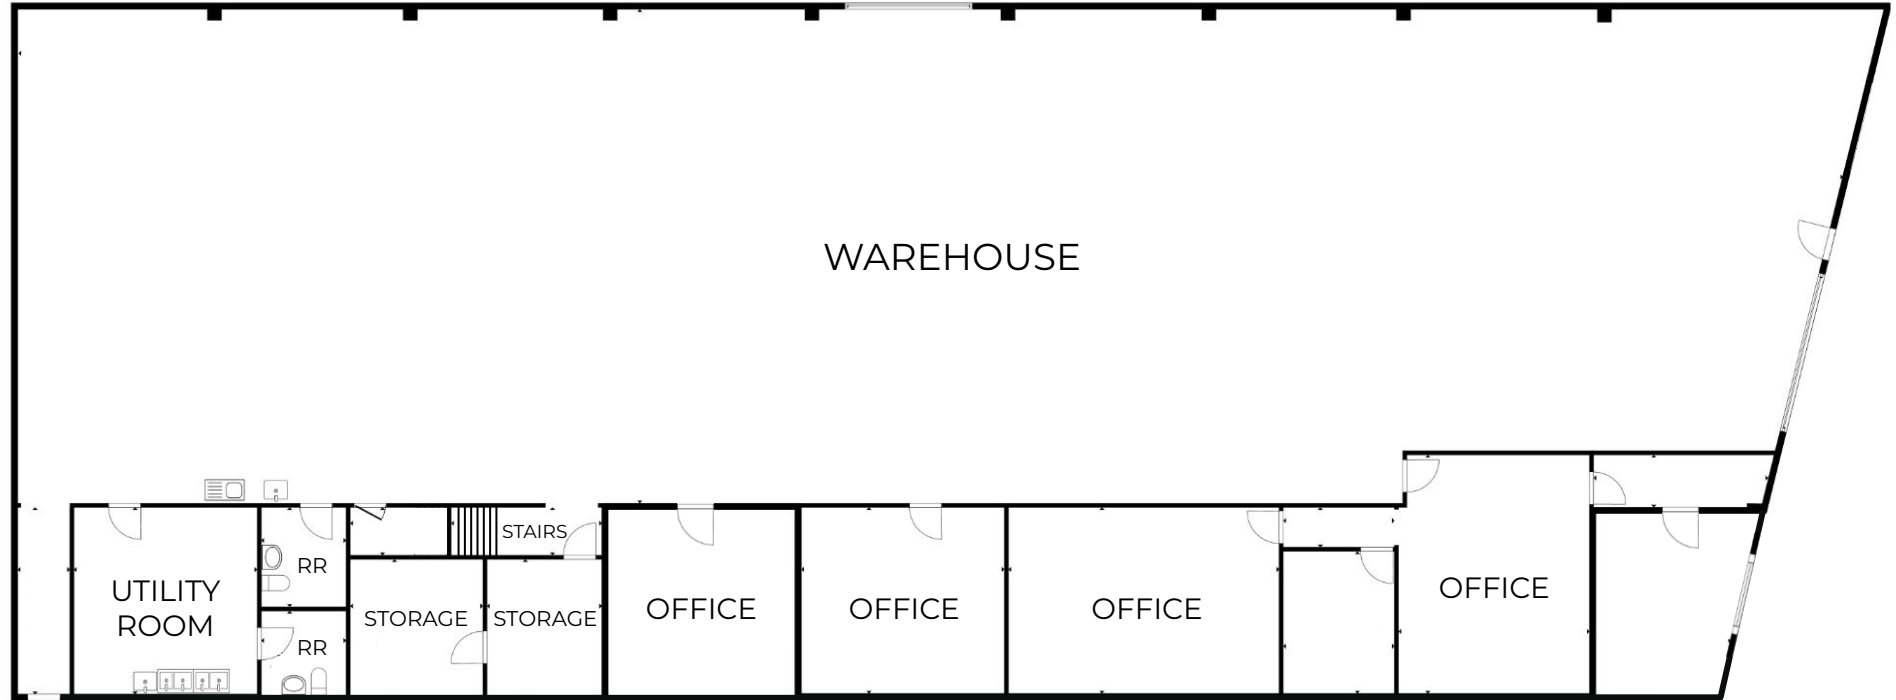 WAREHOUSE
STAIRS
RR
UTILITY
ROOM
STORAGE
STORAGE
OFFICE
OFFICE
OFFICE
OFFICE
RR